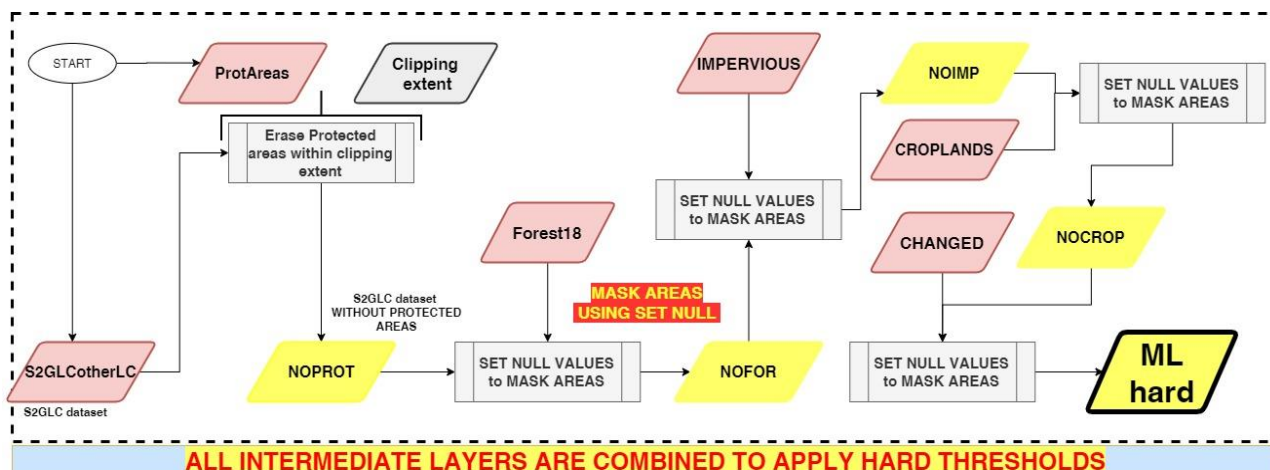 START
ProtAreas
Clipping
extent
Erase Protected
areas within clipping
extent
S2GLCotherLC
S2GLC dataset
S2GLC dataset
WITHOUT PROTECTED
AREAS
NOPROT
Forest18
SET NULL VALUES
to MASK AREAS
MASK AREAS
USING SET NULL
NOFOR
IMPERVIOUS
SET NULL VALUES
to MASK AREAS
NOIMP
CROPLANDS
SET NULL VALUES
to MASK AREAS
NOCROP
CHANGED
SET NULL VALUES
to MASK AREAS
ML
hard
ALL INTERMEDIATE LAYERS ARE COMBINED TO APPLY HARD THRESHOLDS